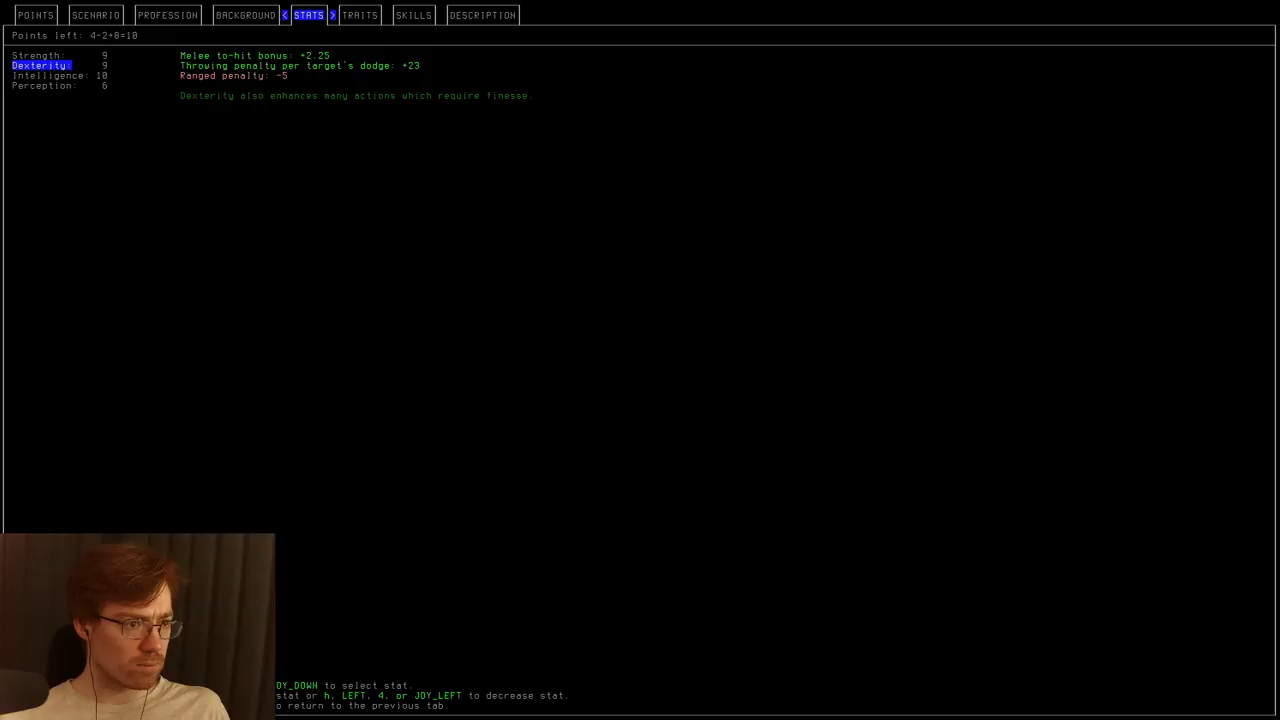 POINTS SCENARIO PROFESSION BACKGROUND < STATS > TRAITS SKILLS DESCRIPTION
Points left: 4-2+8=10
Strength: 9 Melee to-hit bonus: +2.25
Dexterity: 9 Throwing penalty per target's dodge: +23
Intelligence: 10 Ranged penalty: -5
Perception: 6
Dexterity also enhances many actions which require finesse.
OY_DOWN to select stat.
stat or h, LEFT, 4, or JOY_LEFT to decrease stat.
o return to the previous tab.